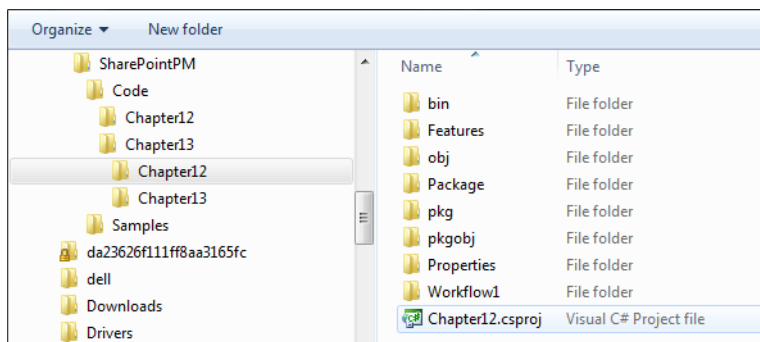 Organize New folder
SharePointPM
Code
Chapter12
Chapter13
Chapter12
Chapter13
Samples
da23626f111ff8aa3165fc
dell
Downloads
Drivers
Name Type
bin File folder
Features File folder
obj File folder
Package File folder
pkg File folder
pkgobj File folder
Properties File folder
Workflow1 File folder
Chapter12.csproj Visual C# Project file